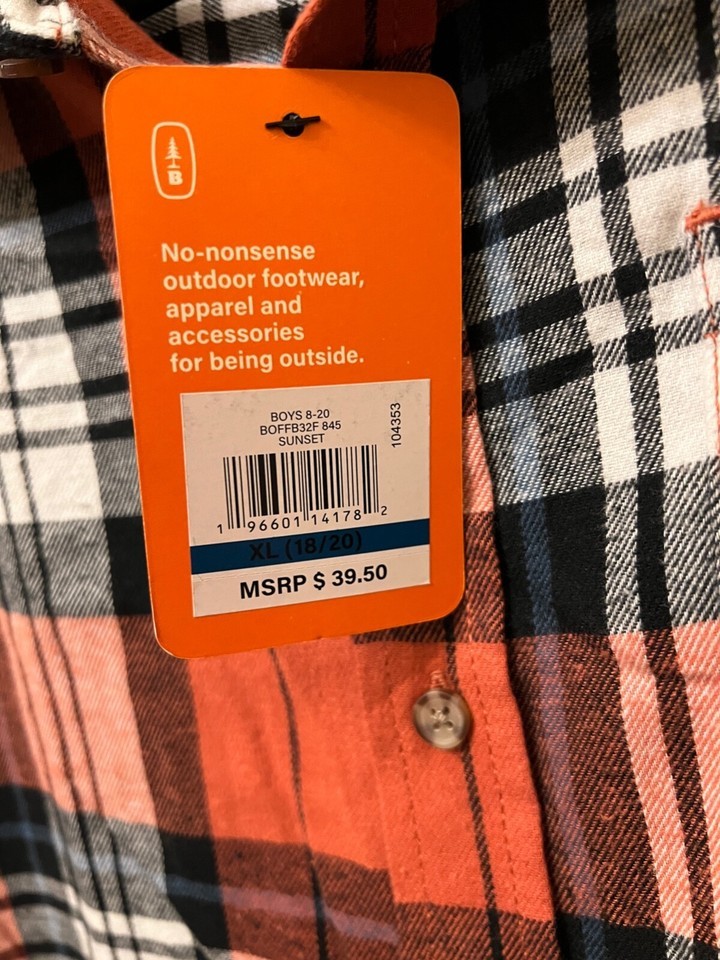 B
No-nonsense
outdoor footwear,
apparel and
accessories
for being outside.
BOYS 8-20
BOFFB32F 845
SUNSET
104353
1 96601 14178 2
XL (18/20)
MSRP $ 39.50